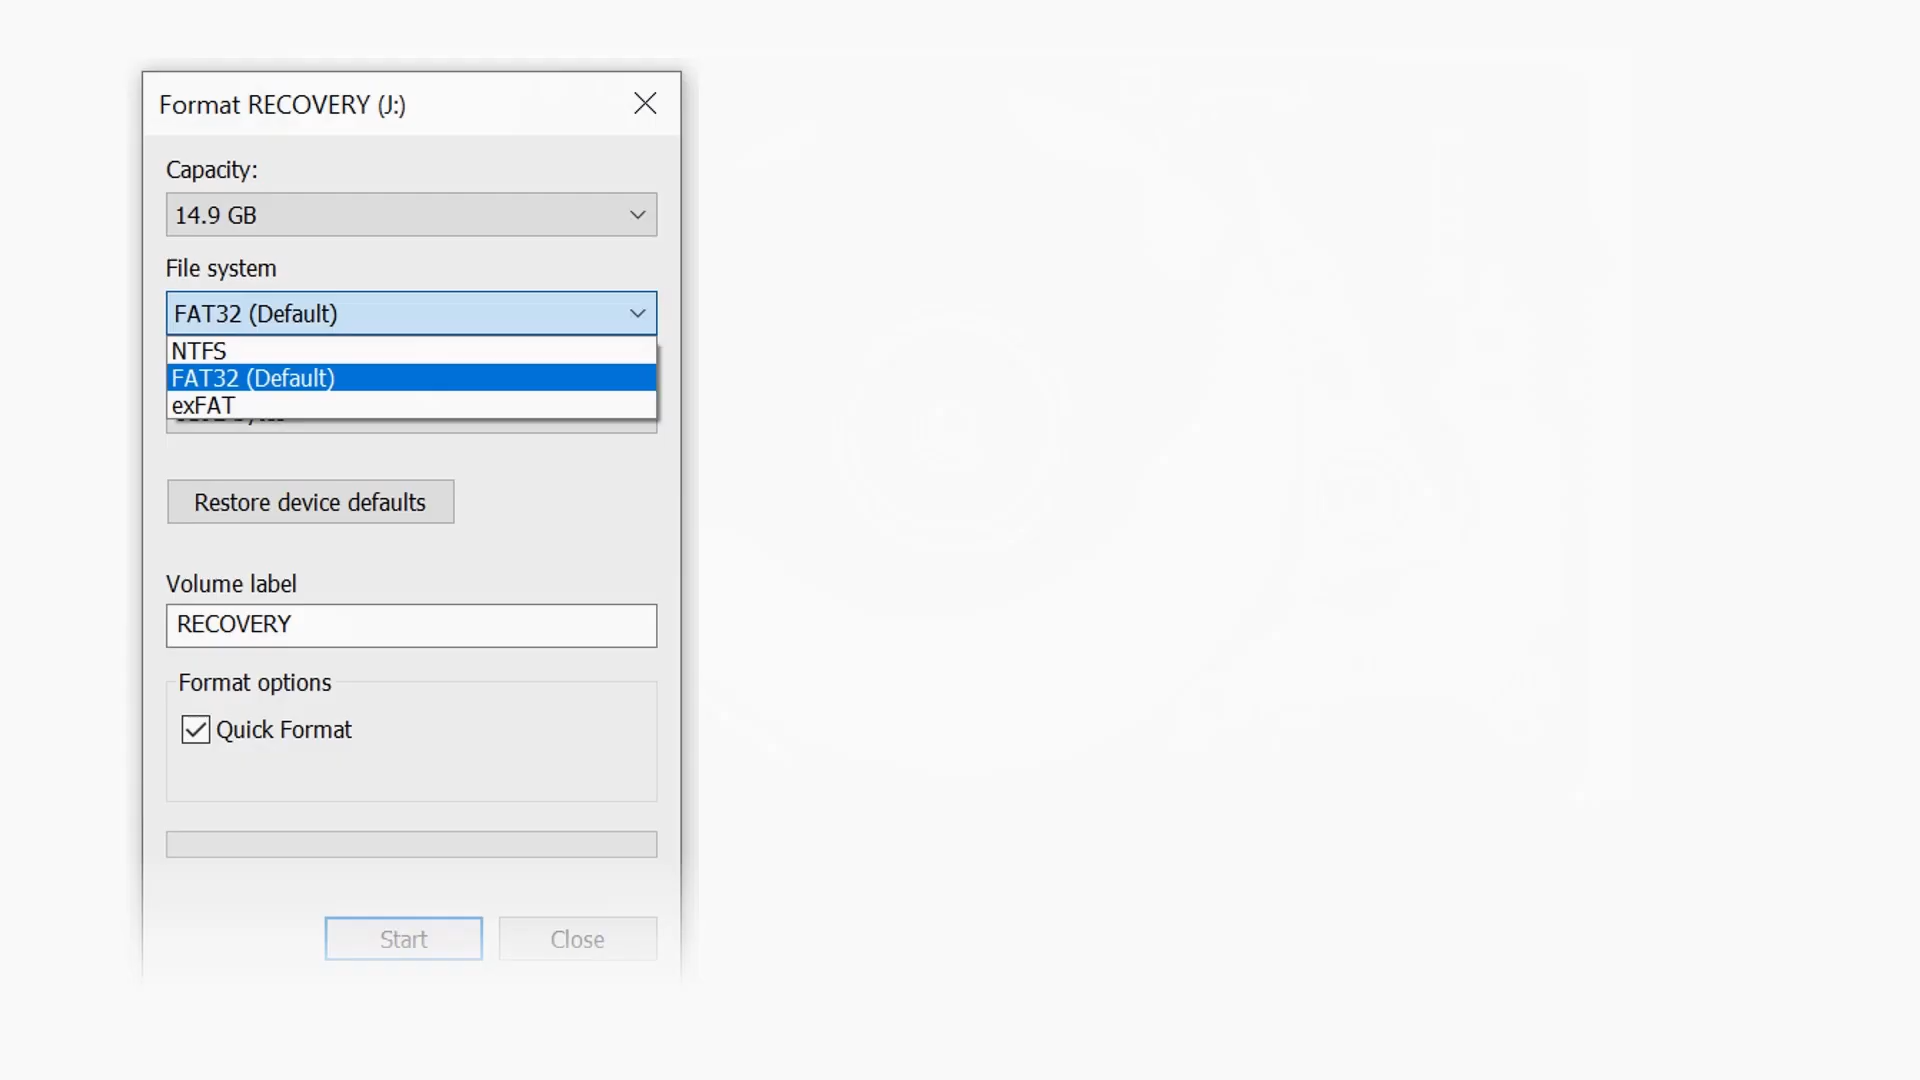 Format RECOVERY (J:)
Capacity:
14.9 GB
File system
FAT32 (Default)
NTFS
FAT32 (Default)
exFAT
Restore device defaults
Volume label
RECOVERY
Format options
Quick Format
Start
Close